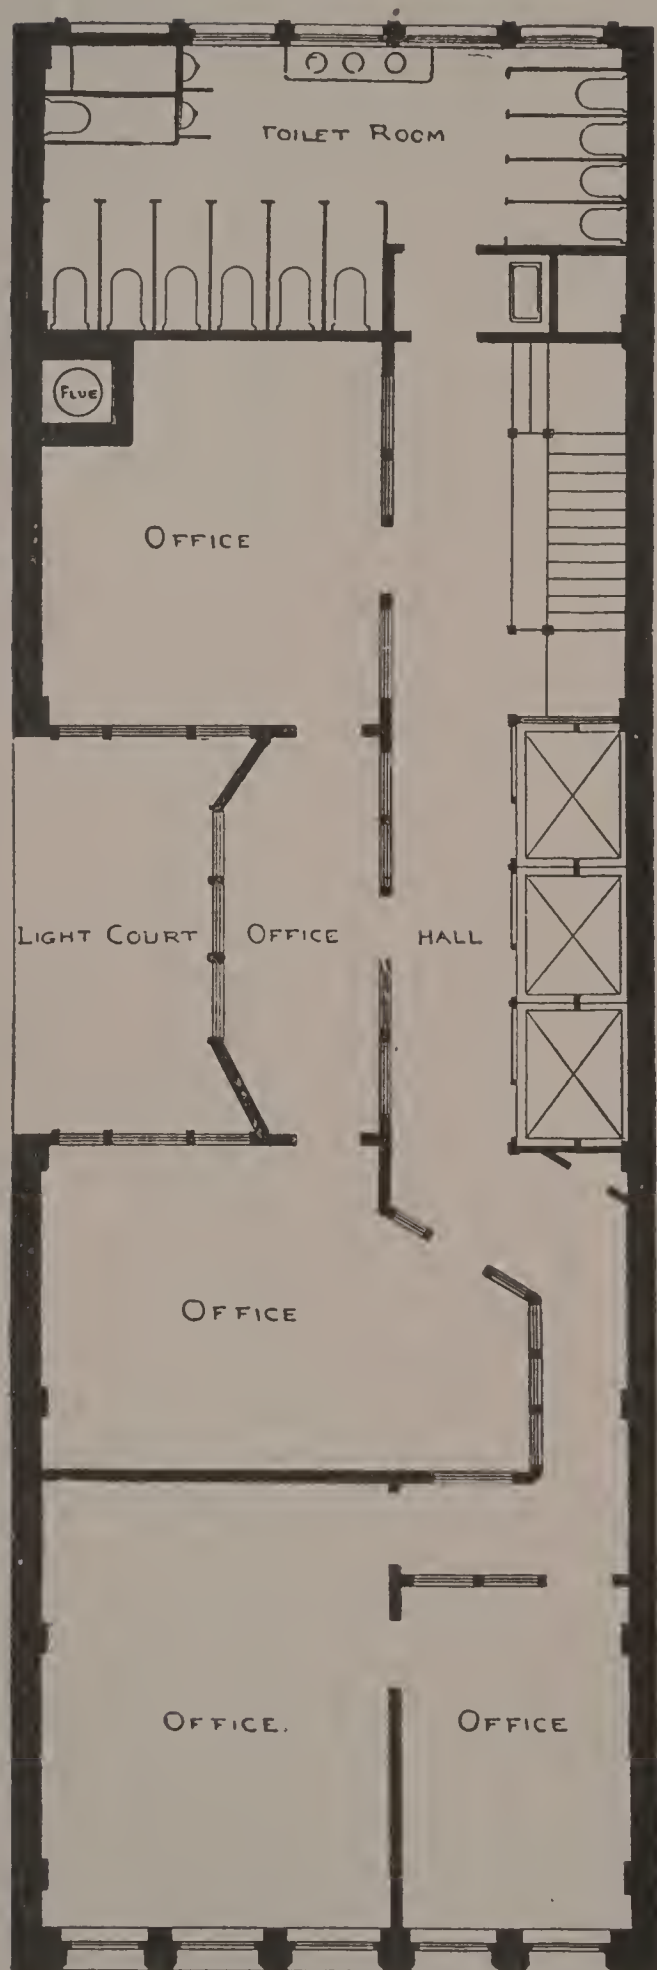 TOILET ROOM
FLUE
OFFICE
LIGHT COURT
OFFICE
HALL
OFFICE
OFFICE.
OFFICE